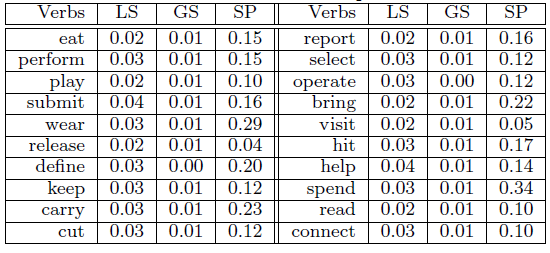 Verbs LS GS SP Verbs LS GS SP
eat 0.02 0.01 0.15 report 0.02 0.01 0.16
perform 0.03 0.01 0.15 select 0.03 0.01 0.12
play 0.02 0.01 0.10 operate 0.03 0.00 0.12
submit 0.04 0.01 0.16 bring 0.02 0.01 0.22
wear 0.03 0.01 0.29 visit 0.02 0.01 0.05
release 0.02 0.01 0.04 hit 0.03 0.01 0.17
define 0.03 0.00 0.20 help 0.04 0.01 0.14
keep 0.03 0.01 0.12 spend 0.03 0.01 0.34
carry 0.03 0.01 0.23 read 0.02 0.01 0.10
cut 0.03 0.01 0.12 connect 0.03 0.01 0.10